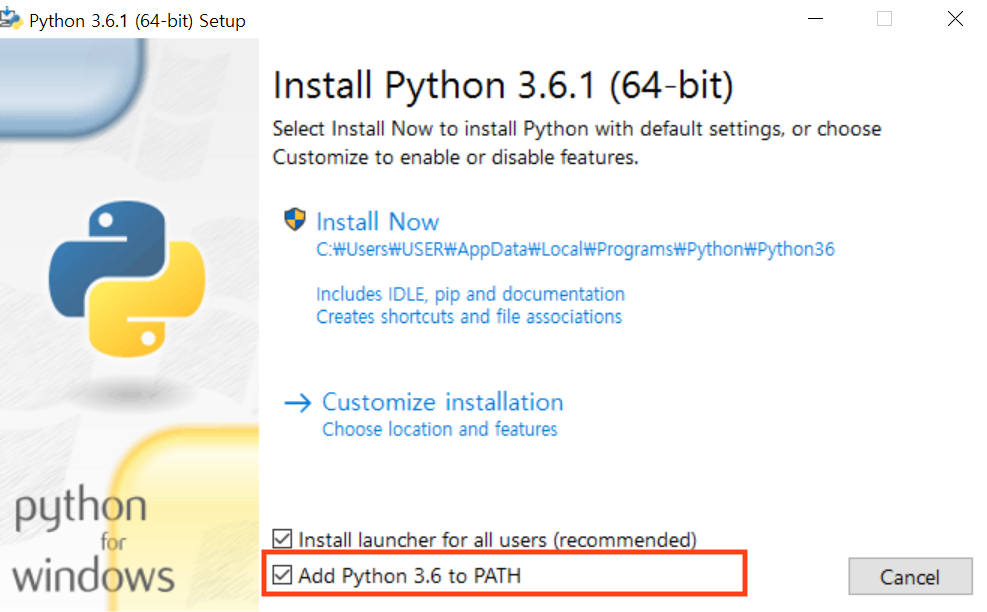 Python 3.6.1 (64-bit) Setup
Install Python 3.6.1 (64-bit)
Select Install Now to install Python with default settings, or choose
Customize to enable or disable features.
Install Now
C:₩Users₩USER₩AppData₩Local₩Programs₩Python₩Python36
Includes IDLE, pip and documentation
Creates shortcuts and file associations
Customize installation
Choose location and features
python
for
windows
Install launcher for all users (recommended)
Add Python 3.6 to PATH
Cancel